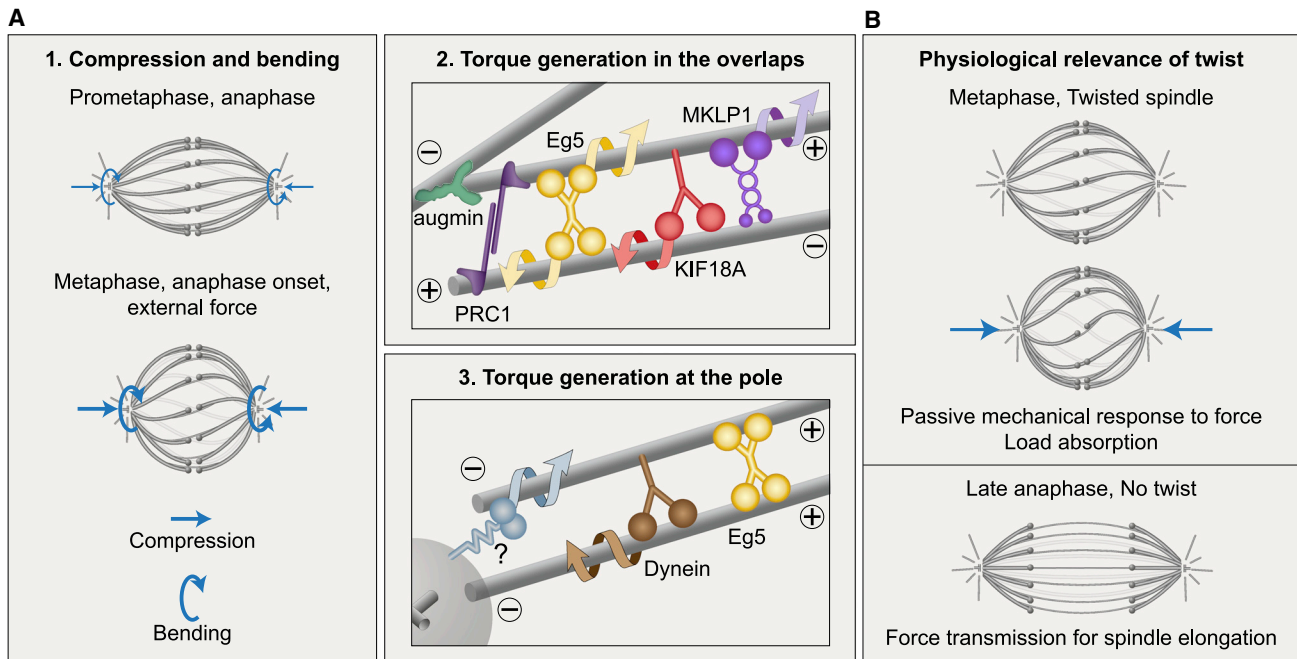 A
1. Compression and bending
Prometaphase, anaphase
Metaphase, anaphase onset,
external force
Compression
Bending
2. Torque generation in the overlaps
MKLP1
Eg5
−
+
augmin
−
KIF18A
+
PRC1
3. Torque generation at the pole
−
+
+
?
Eg5
Dynein
−
B
Physiological relevance of twist
Metaphase, Twisted spindle
Passive mechanical response to force
Load absorption
Late anaphase, No twist
Force transmission for spindle elongation